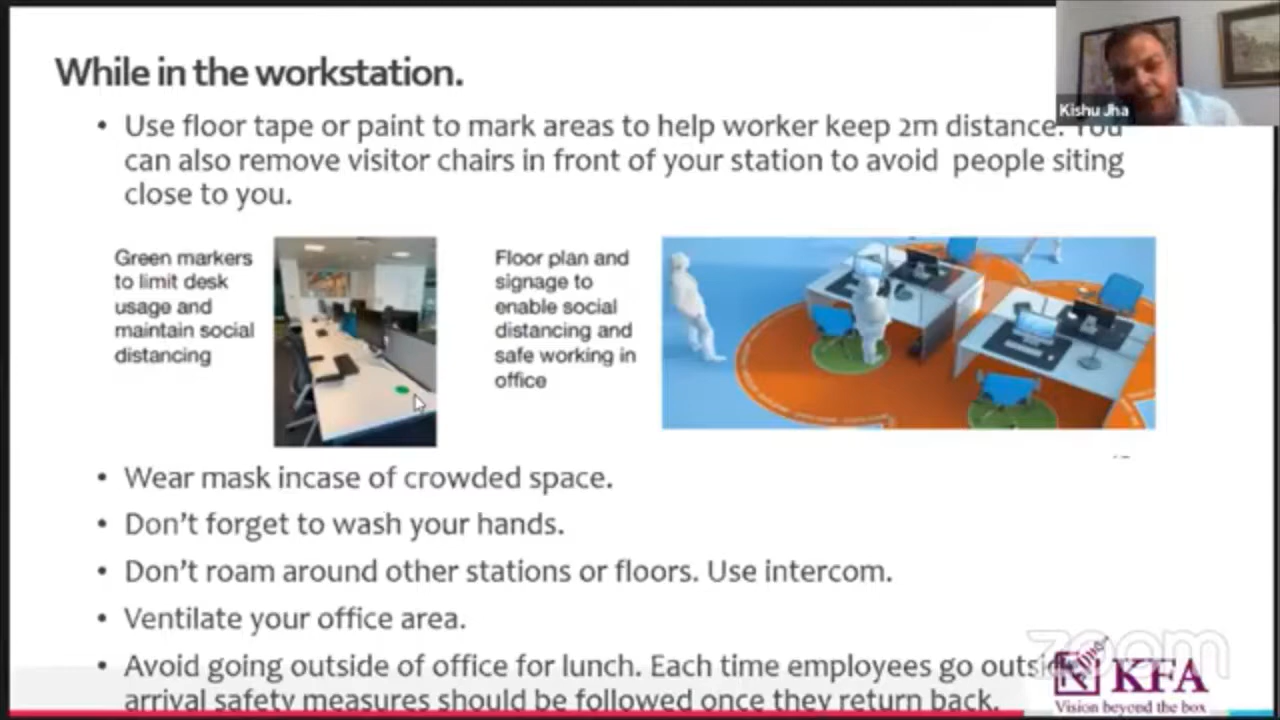 While in the workstation.
Kishu Jha
• Use floor tape or paint to mark areas to help worker keep 2m distance. You
can also remove visitor chairs in front of your station to avoid people siting
close to you.
Green markers
to limit desk
usage and
maintain social
distancing
Floor plan and
signage to
enable social
distancing and
safe working in
office
• Wear mask incase of crowded space.
• Don't forget to wash your hands.
• Don't roam around other stations or floors. Use intercom.
• Ventilate your office area.
• Avoid going outside of office for lunch. Each time employees go outside
arrival safety measures should be followed once they return back.
zoom
KFA
Vision beyond the box